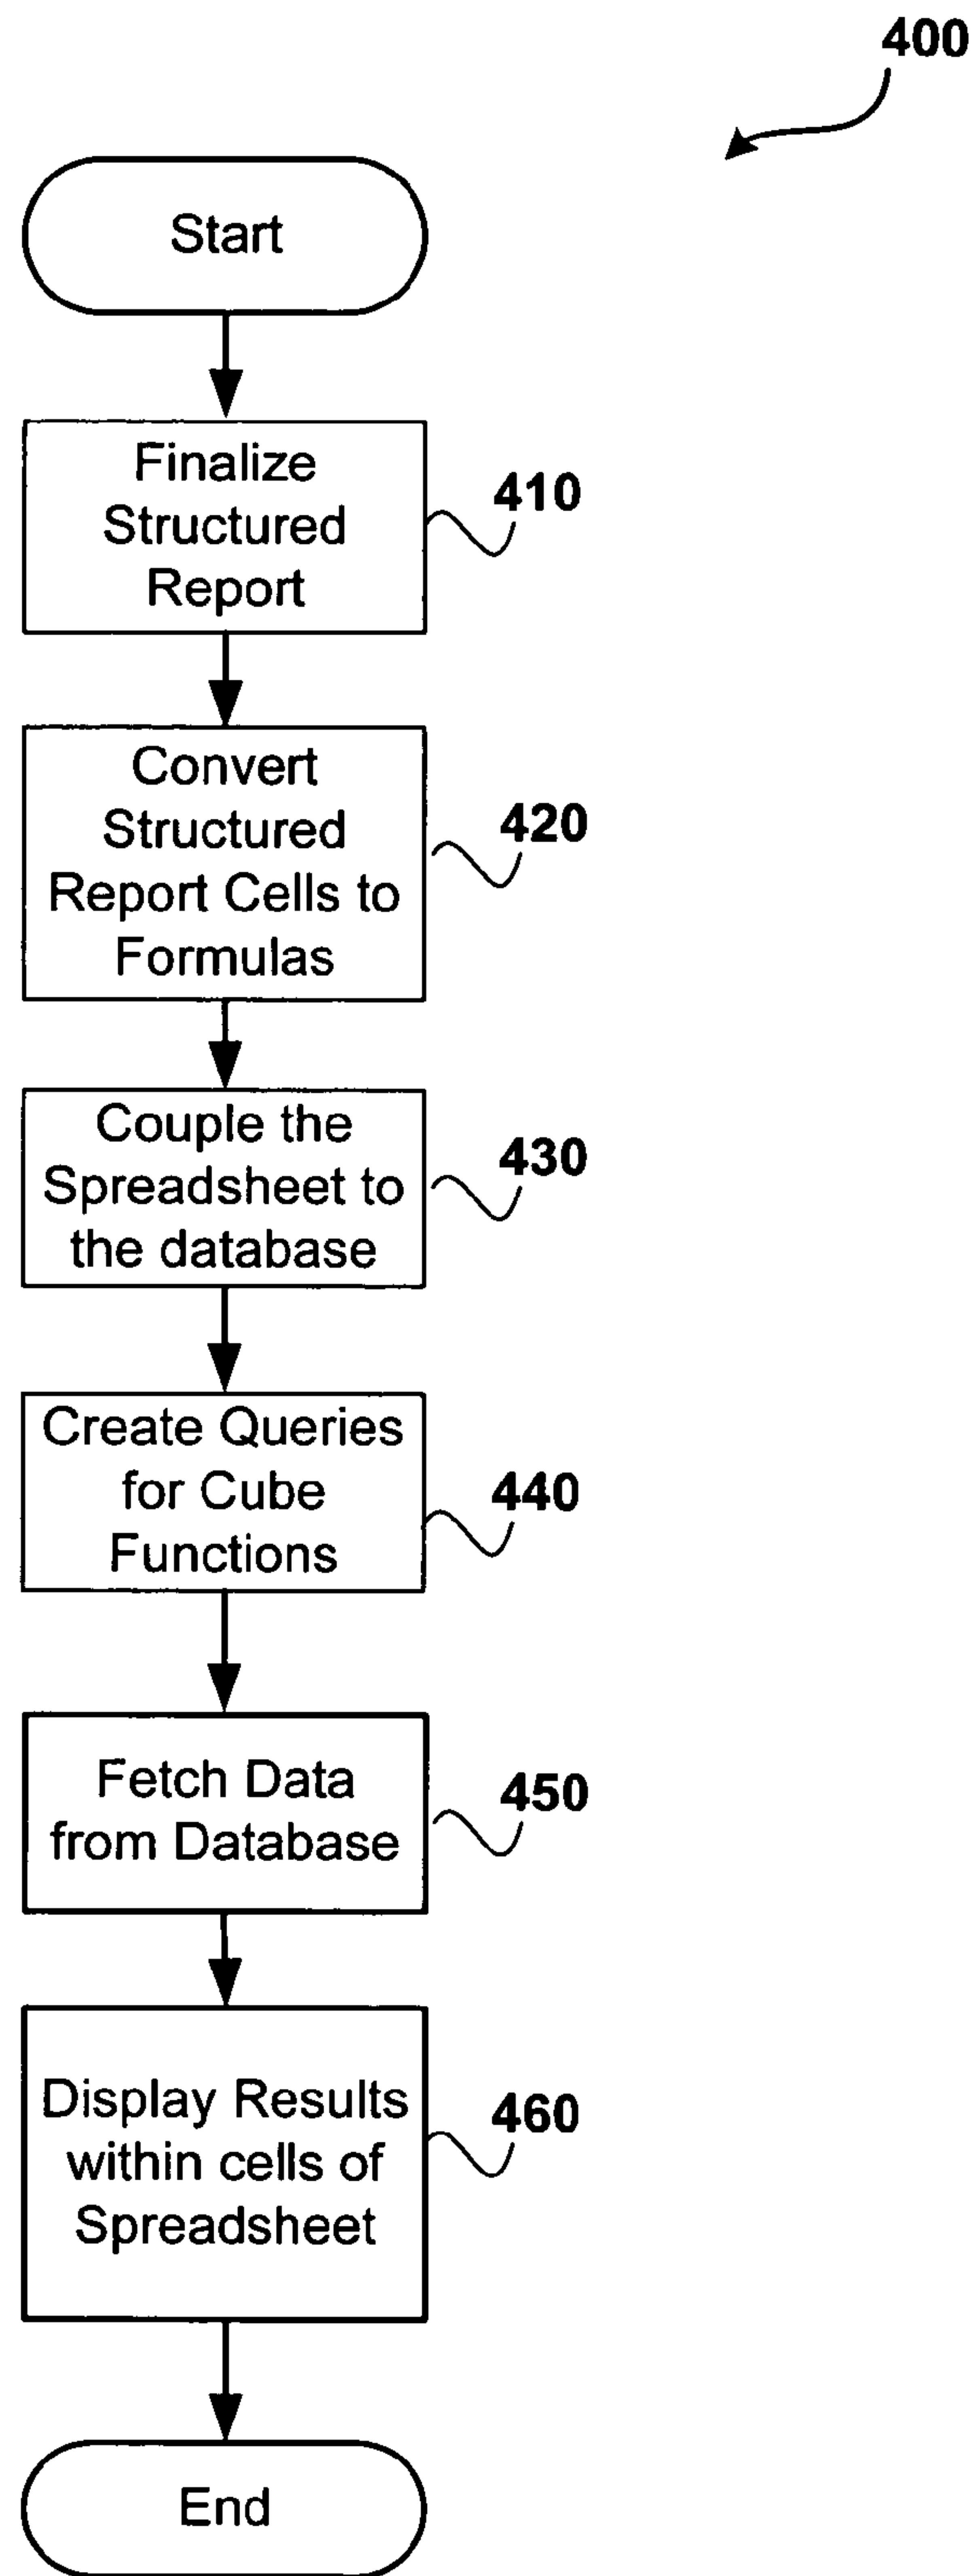 400
Start
Finalize
Structured
Report
410
Convert
Structured
Report Cells to
Formulas
420
Couple the
Spreadsheet to
the database
430
Create Queries
for Cube
Functions
440
Fetch Data
from Database
450
Display Results
within cells of
Spreadsheet
460
End